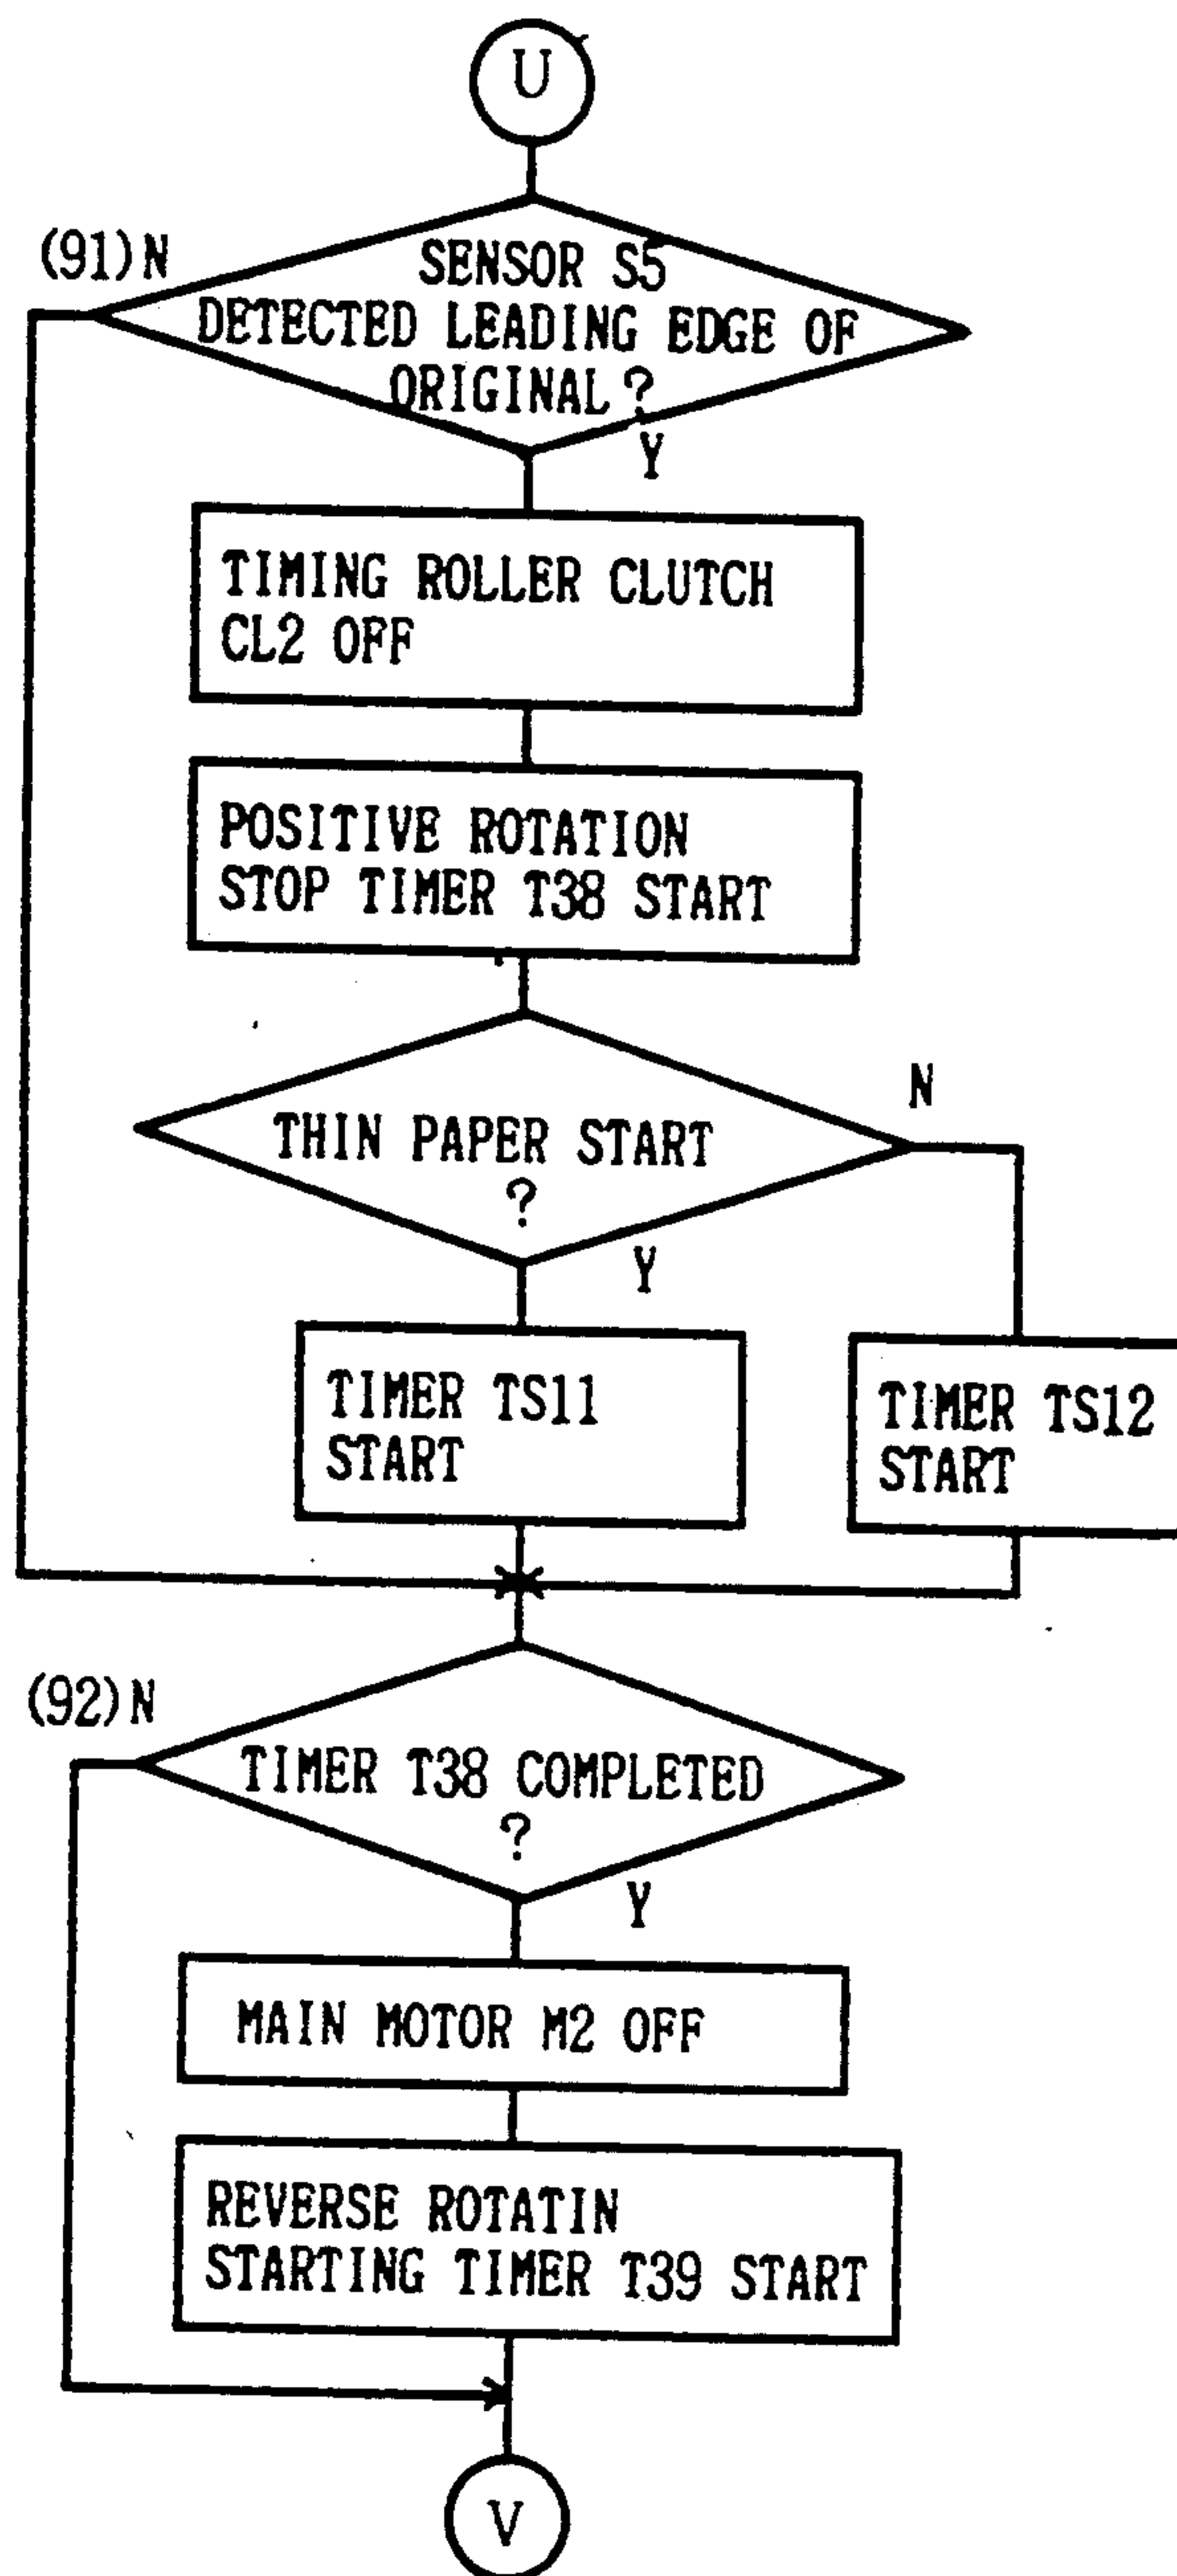 U
(91) N
SENSOR S5
DETECTED LEADING EDGE OF
ORIGINAL ?
Y
TIMING ROLLER CLUTCH
CL2 OFF
POSITIVE ROTATION
STOP TIMER T38 START
N
THIN PAPER START
?
Y
TIMER TS11
START
TIMER TS12
START
(92) N
TIMER T38 COMPLETED
?
Y
MAIN MOTOR M2 OFF
REVERSE ROTATIN
STARTING TIMER T39 START
V